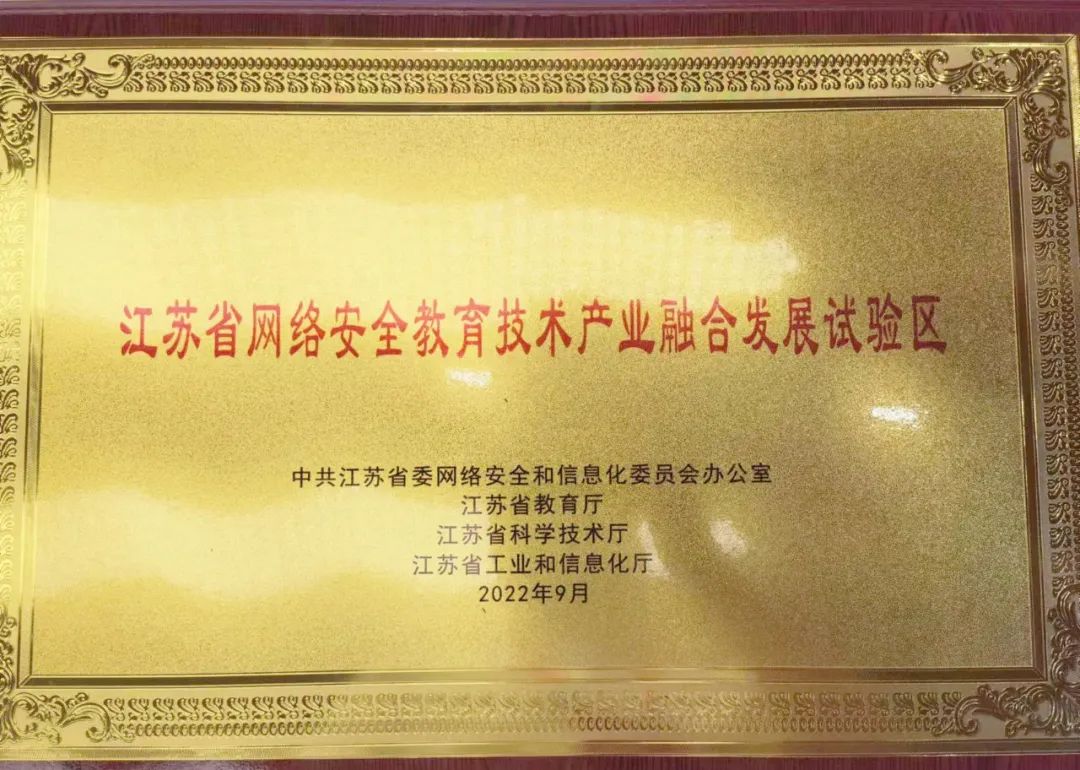 江苏省网络安全教育技术产业融合发展试验区
中共江苏省委网络安全和信息化委员会办公室
江苏省教育厅
江苏省科学技术厅
江苏省工业和信息化厅
2022年9月